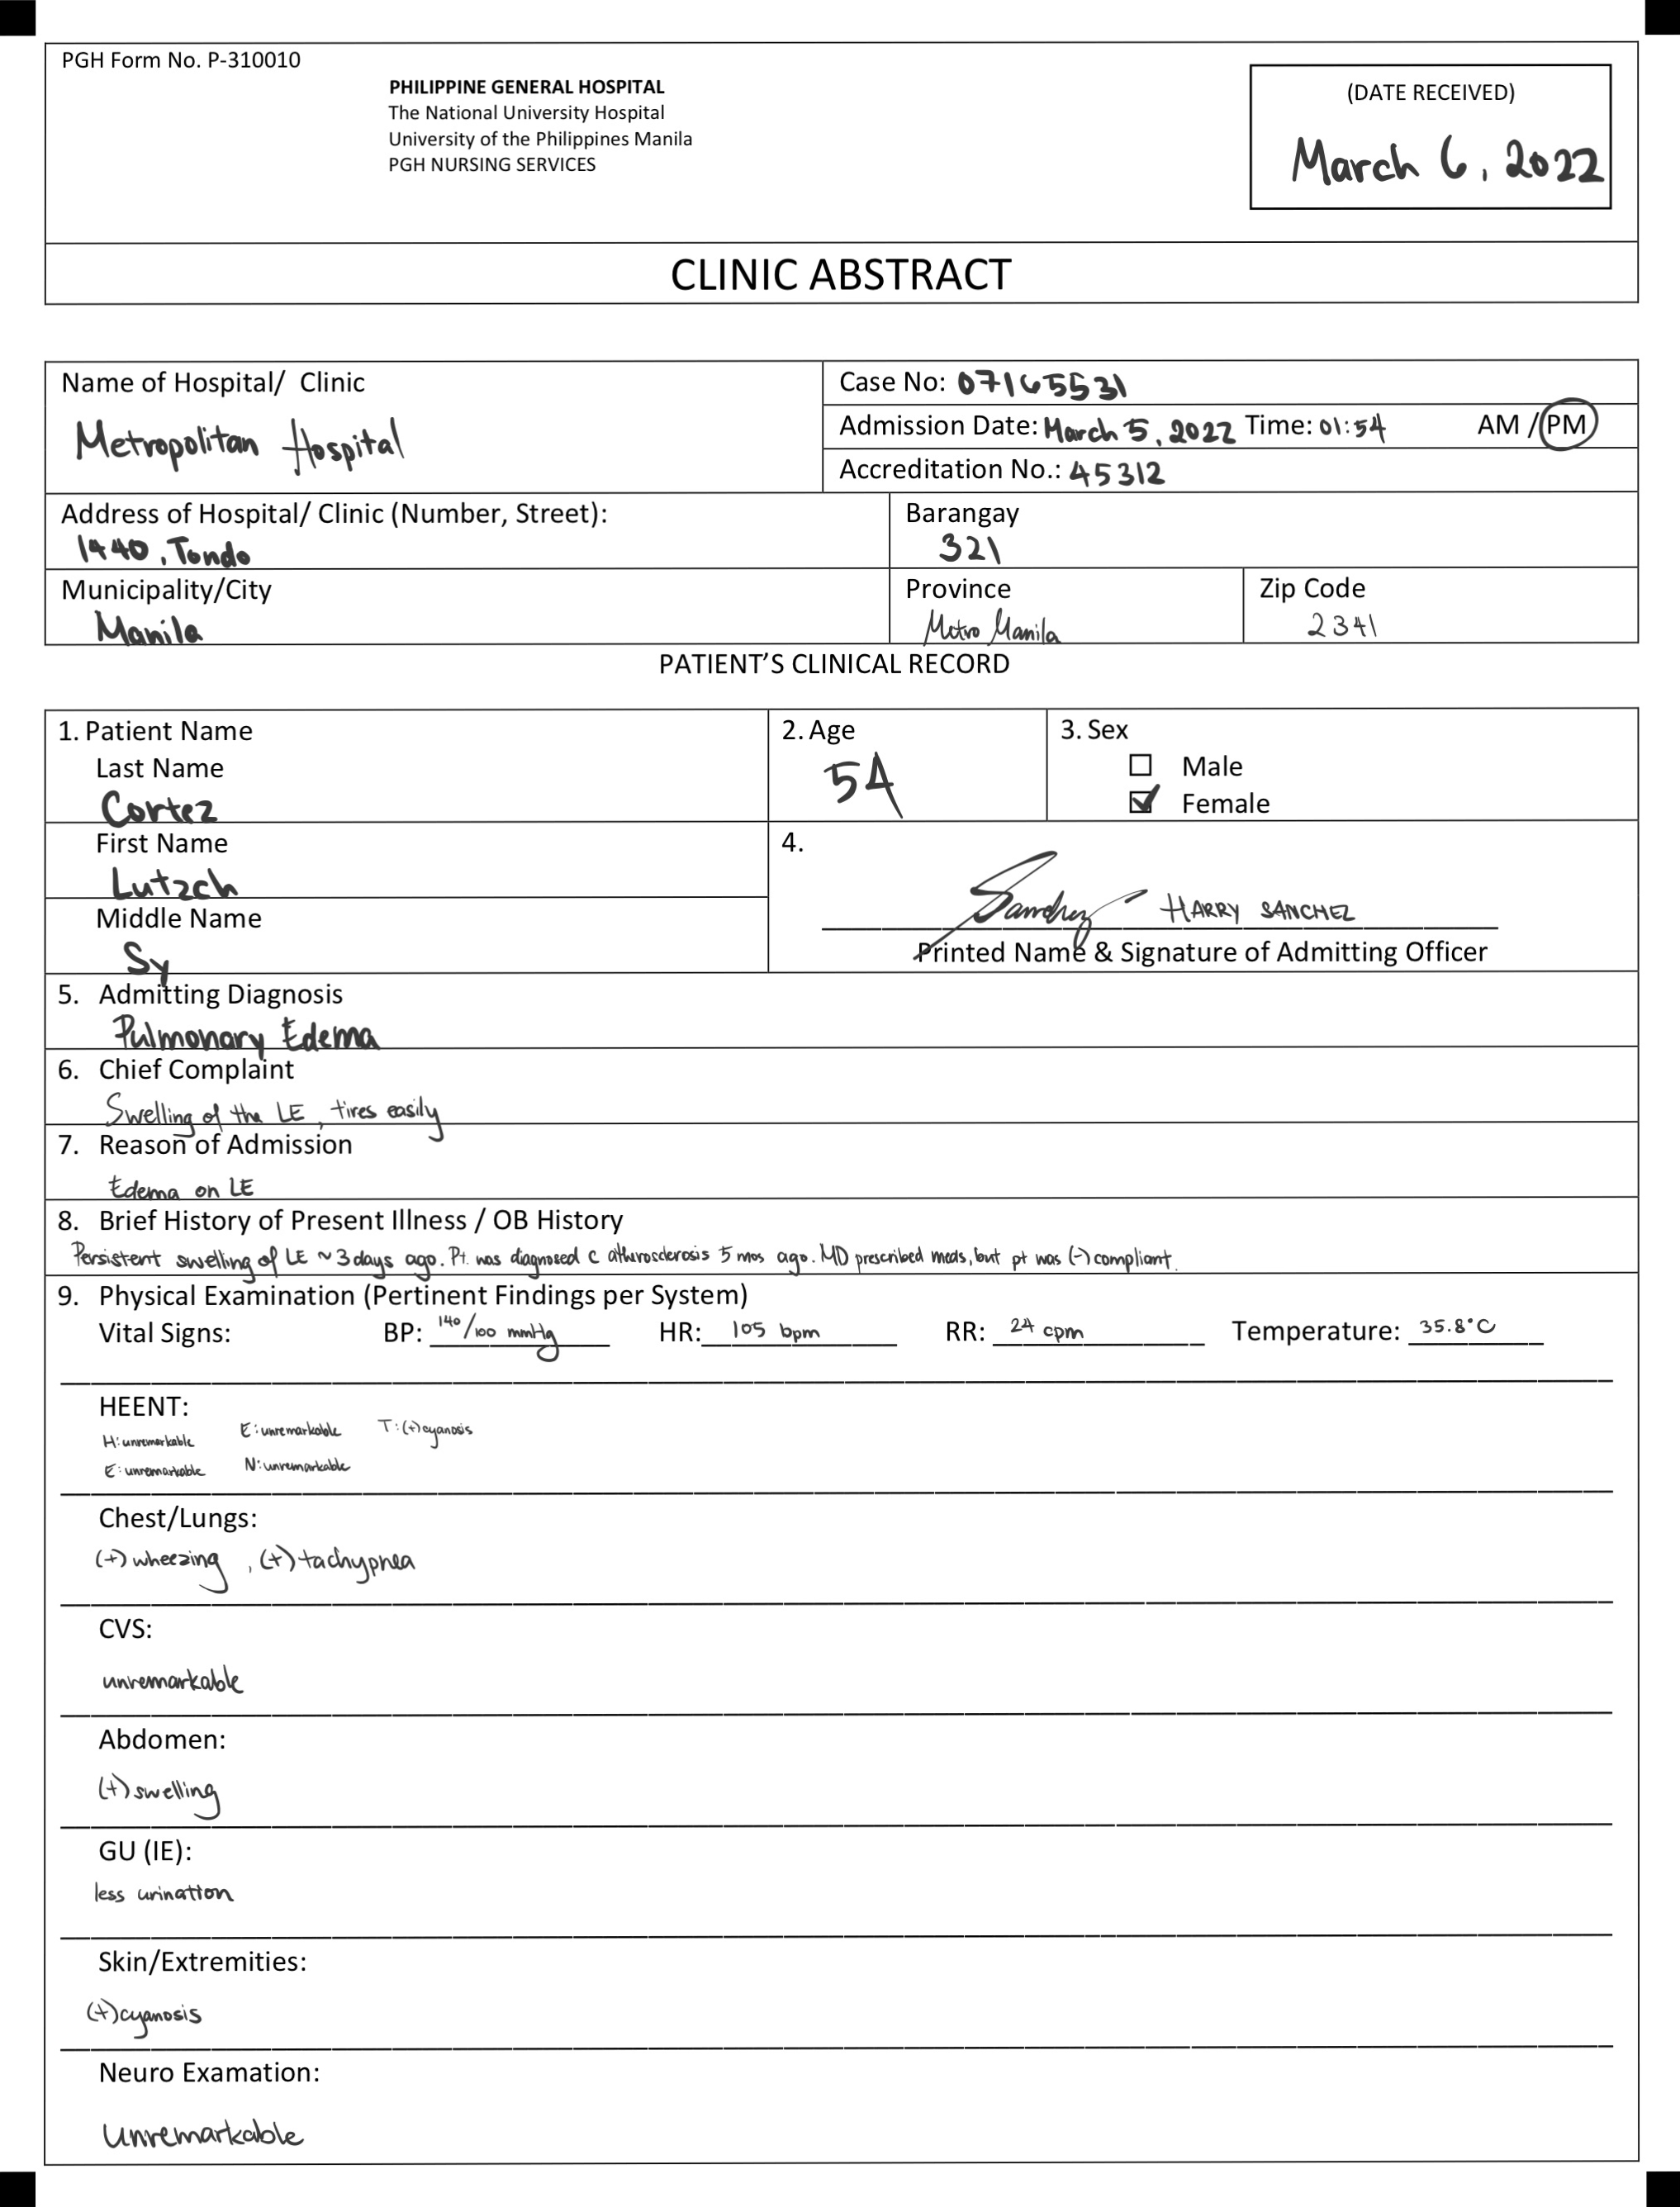 PGH Form No. P-310010
PHILIPPINE GENERAL HOSPITAL
The National University Hospital
University of the Philippines Manila
PGH NURSING SERVICES
(DATE RECEIVED)
March 6, 2022
CLINIC ABSTRACT
Name of Hospital/ Clinic
Metropolitan Hospital
Case No: 07165531
Admission Date: March 5, 2022 Time: 01:54 AM / PM
Accreditation No.: 45312
Address of Hospital/ Clinic (Number, Street):
1440, Tondo
Barangay
321
Municipality/City
Manila
Province
Metro Manila
Zip Code
2341
PATIENT'S CLINICAL RECORD
1. Patient Name
Last Name
Cortez
2. Age
54
3. Sex
Male
Female
First Name
Lutzch
Middle Name
Sy
4.
Sanchez HARRY SANCHEZ
Printed Name & Signature of Admitting Officer
5. Admitting Diagnosis
Pulmonary Edema
6. Chief Complaint
Swelling of the LE, tires easily
7. Reason of Admission
Edema on LE
8. Brief History of Present Illness / OB History
Persistent swelling of LE ~ 3 days ago. Pt. was diagnosed c atherosclerosis 5 mos ago. MD prescribed meds, but pt was (-) compliant.
9. Physical Examination (Pertinent Findings per System)
Vital Signs: BP: 140/100 mmHg HR: 105 bpm RR: 24 cpm Temperature: 35.8°C
HEENT:
H: unremarkable E: unremarkable T: (+) cyanosis
E: unremarkable N: unremarkable
Chest/Lungs:
(+) wheezing, (+) tachypnea
CVS:
unremarkable
Abdomen:
(+) swelling
GU (IE):
less urination
Skin/Extremities:
(+) cyanosis
Neuro Examation:
unremarkable